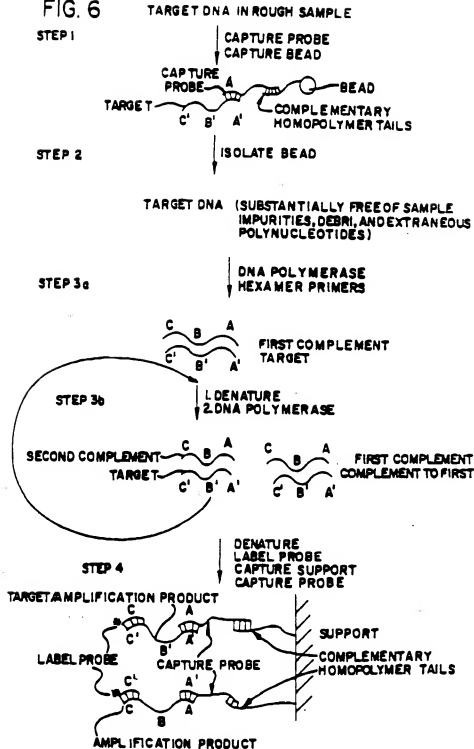 FIG. 6
TARGET DNA IN ROUGH SAMPLE
STEP 1
CAPTURE PROBE
CAPTURE BEAD
CAPTURE
PROBE
A
BEAD
TARGET
C' B' A'
COMPLEMENTARY
HOMOPOLYMER TAILS
STEP 2
ISOLATE BEAD
TARGET DNA (SUBSTANTIALLY FREE OF SAMPLE
IMPURITIES, DEBRI, AND EXTRANEOUS
POLYNUCLEOTIDES)
STEP 3a
DNA POLYMERASE
HEXAMER PRIMERS
C B A
FIRST COMPLEMENT
TARGET
C' B' A'
STEP 3b
1. DENATURE
2. DNA POLYMERASE
C B A C B A
SECOND COMPLEMENT
FIRST COMPLEMENT
TARGET
COMPLEMENT TO FIRST
C' B' A' C' B' A'
STEP 4
DENATURE
LABEL PROBE
CAPTURE SUPPORT
CAPTURE PROBE
TARGET/AMPLIFICATION PRODUCT
C A
C' B' A'
SUPPORT
LABEL PROBE
CAPTURE PROBE
COMPLEMENTARY
HOMOPOLYMER TAILS
C' A'
C B A
AMPLIFICATION PRODUCT